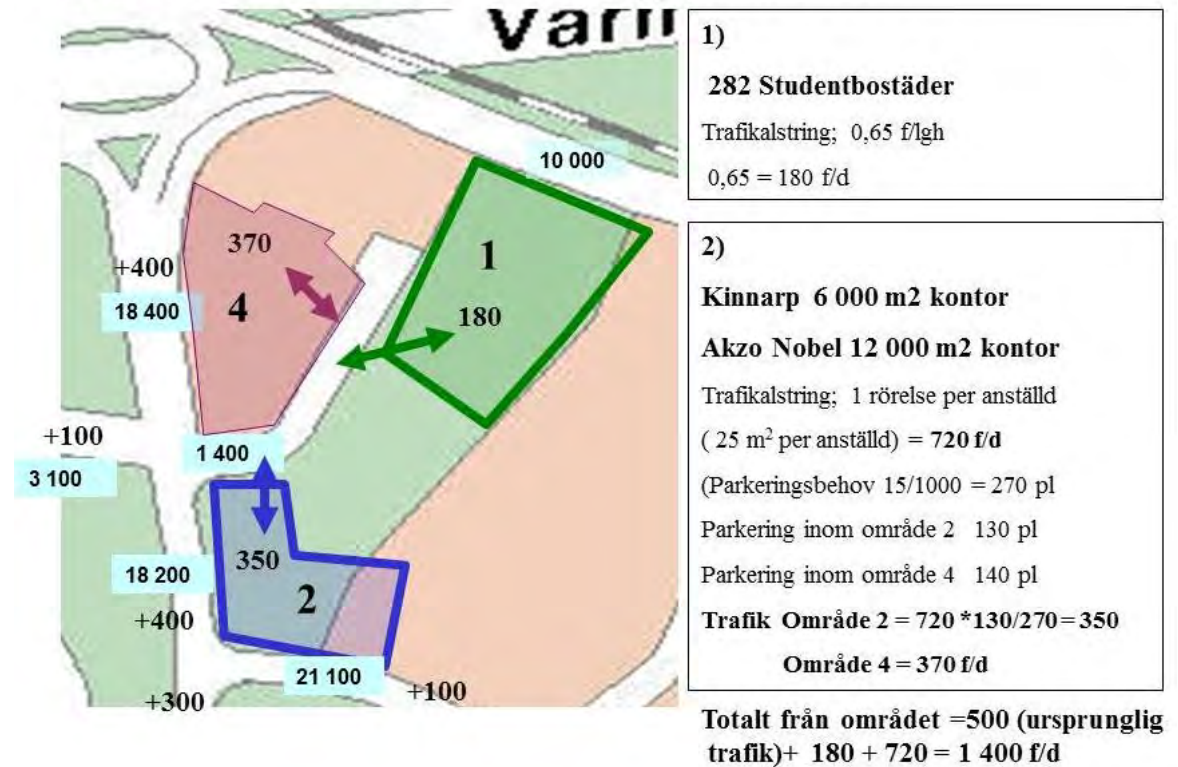 Värm
10 000
1
370
+400
180
18 400
4
+100
1 400
3 100
350
18 200
2
+400
21 100
+100
+300
1)
282 Studentbostäder
Trafikalstring; 0,65 f/lgh
0,65 = 180 f/d
2)
Kinnarp 6 000 m2 kontor
Akzo Nobel 12 000 m2 kontor
Trafikalstring; 1 rörelse per anställd
( 25 m² per anställd) = 720 f/d
(Parkeringsbehov 15/1000 = 270 pl
Parkering inom område 2 130 pl
Parkering inom område 4 140 pl
Trafik Område 2 = 720 *130/270= 350
Område 4 = 370 f/d
Totalt från området =500 (ursprunglig
trafik)+ 180 + 720 = 1 400 f/d